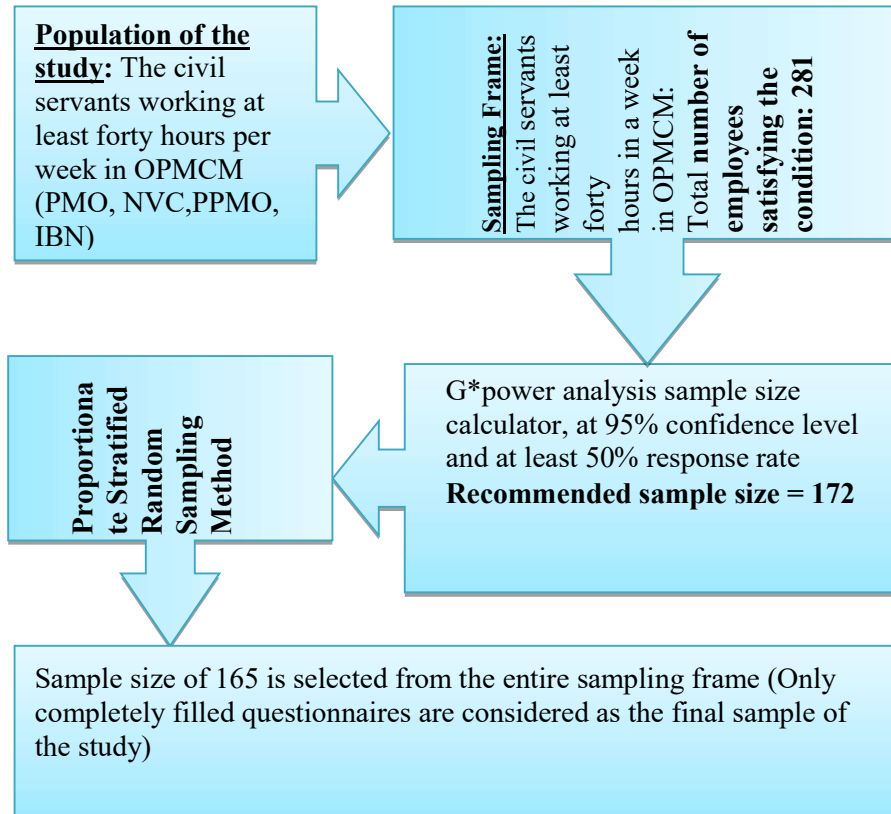 Population of the
study: The civil
servants working at
least forty hours per
week in OPMCM
(PMO, NVC,PPMO,
IBN)
Sampling Frame:
The civil servants
working at least
forty
hours in a week
in OPMCM:
Total number of
employees
satisfying the
condition: 281
G*power analysis sample size
calculator, at 95% confidence level
and at least 50% response rate
Recommended sample size = 172
Proportiona
te Stratified
Random
Sampling
Method
Sample size of 165 is selected from the entire sampling frame (Only
completely filled questionnaires are considered as the final sample of
the study)